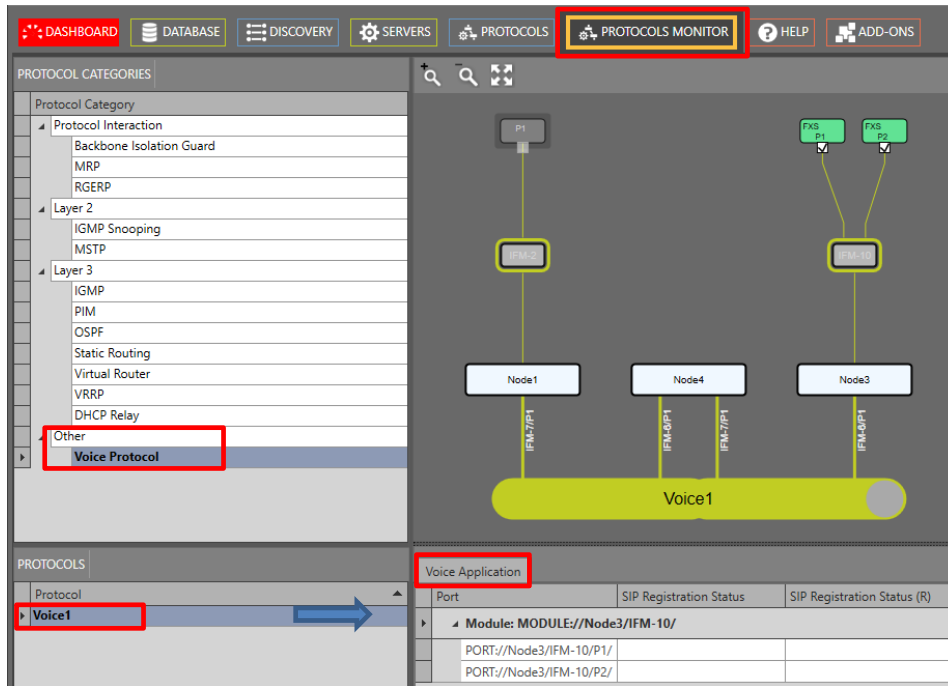 DASHBOARD DATABASE DISCOVERY SERVERS PROTOCOLS PROTOCOLS MONITOR HELP ADD-ONS
PROTOCOL CATEGORIES
Protocol Category
Protocol Interaction
Backbone Isolation Guard
MRP
RGERP
Layer 2
IGMP Snooping
MSTP
Layer 3
IGMP
PIM
OSPF
Static Routing
Virtual Router
VRRP
DHCP Relay
Other
Voice Protocol
P1
FXS
P1
FXS
P2
IFM-2
IFM-10
Node1
Node4
Node3
IFM-7/P1
IFM-6/P1
IFM-7/P1
IFM-6/P1
Voice1
PROTOCOLS
Protocol
Voice1
Voice Application
Port SIP Registration Status SIP Registration Status (R)
Module: MODULE://Node3/IFM-10/
PORT://Node3/IFM-10/P1/
PORT://Node3/IFM-10/P2/